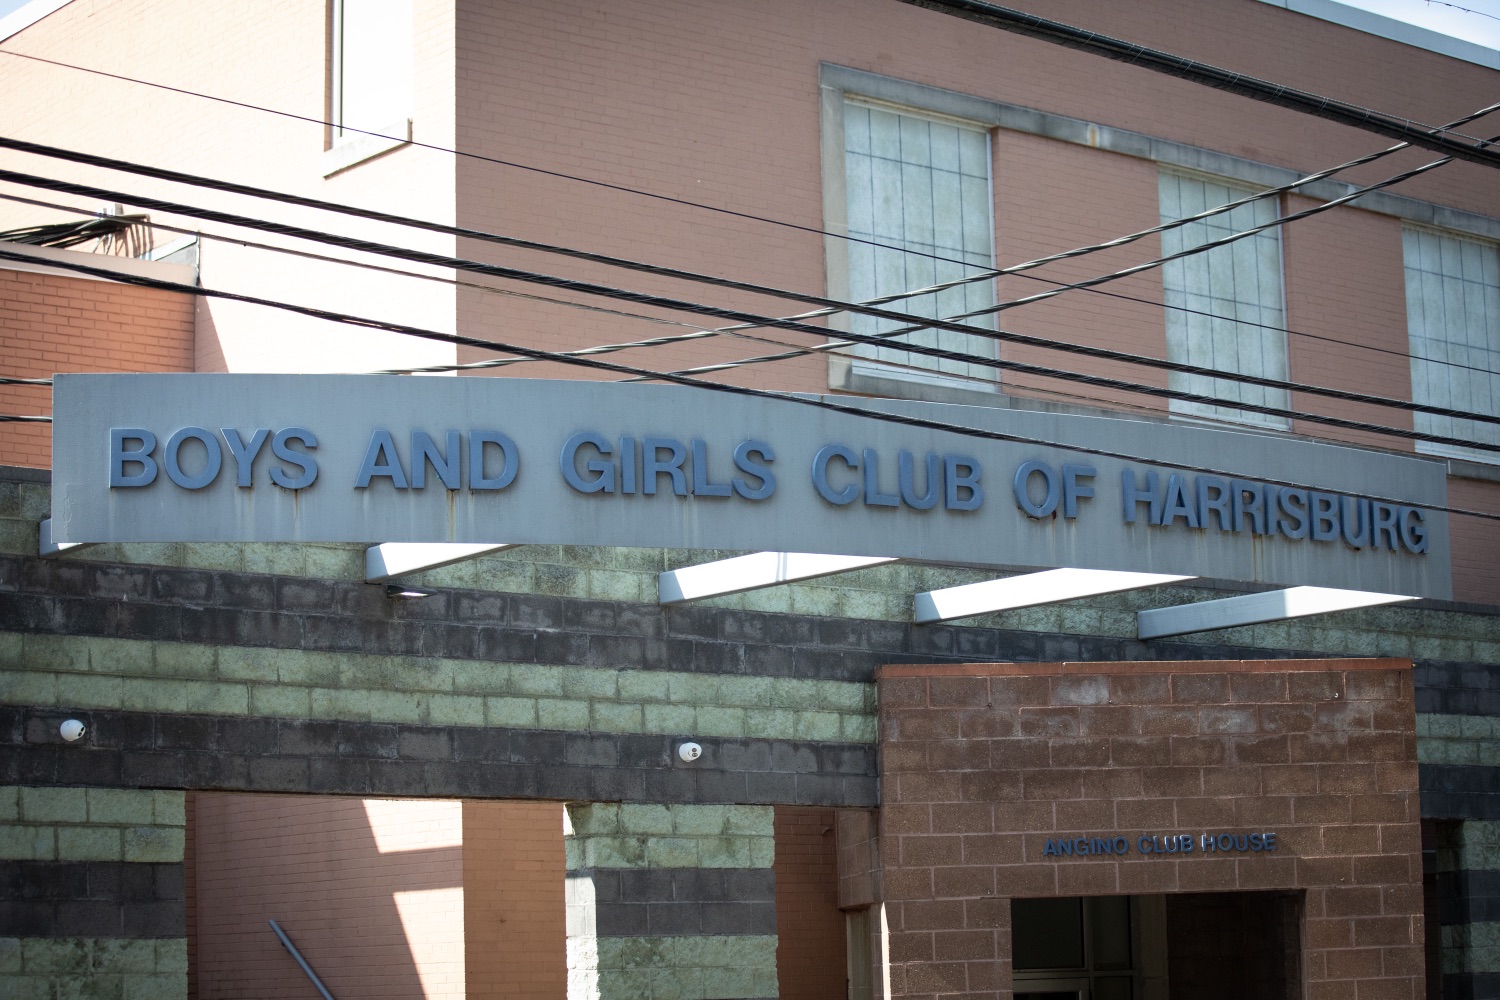 BOYS AND GIRLS CLUB OF HARRISBURG
ANGINO CLUB HOUSE